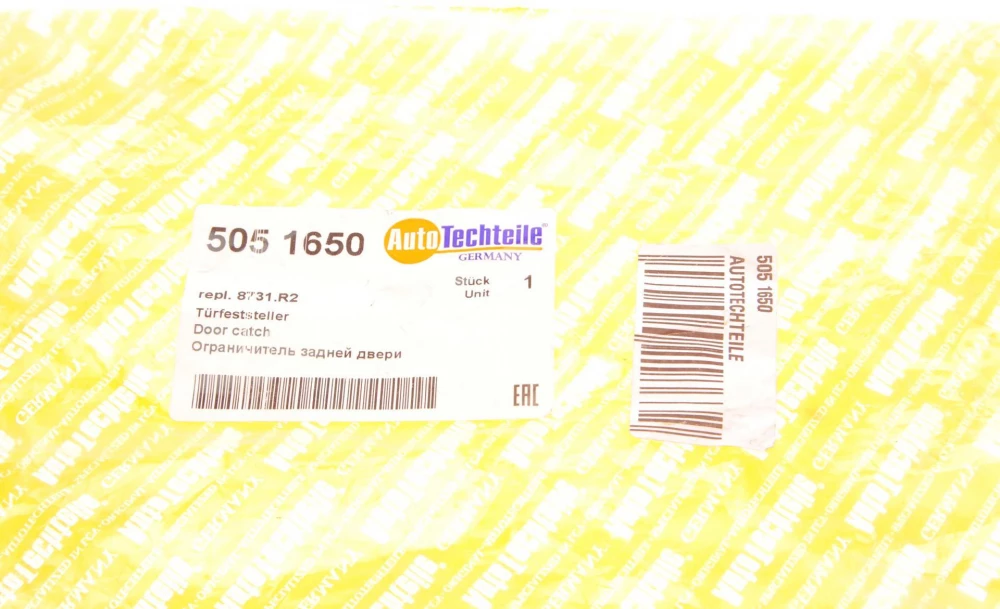 505 1650
AutoTechteile
GERMANY
Stück 1
Unit
repl. 8731.R2
Türfeststeller
Door catch
Ограничитель задней двери
EAC
505 1650
AUTOTECHTEILE